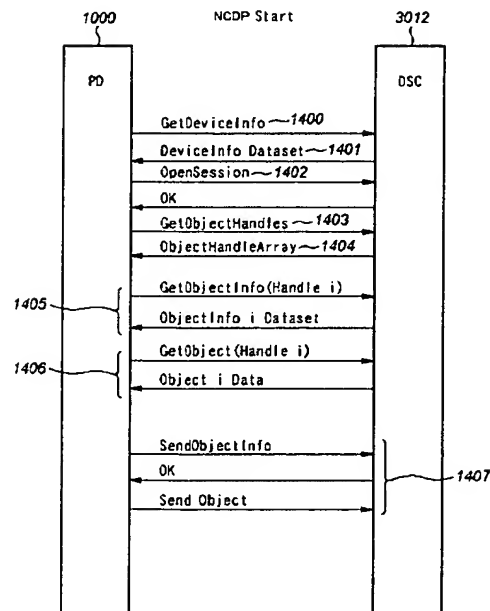 1000 NCDP Start 3012
PD DSC
GetDeviceInfo 1400
DeviceInfo Dataset 1401
OpenSession 1402
OK
GetObjectHandles 1403
ObjectHandleArray 1404
GetObjectInfo(Handle i)
1405
ObjectInfo i Dataset
GetObject(Handle i)
1406
Object i Data
SendObjectInfo
OK
1407
Send Object